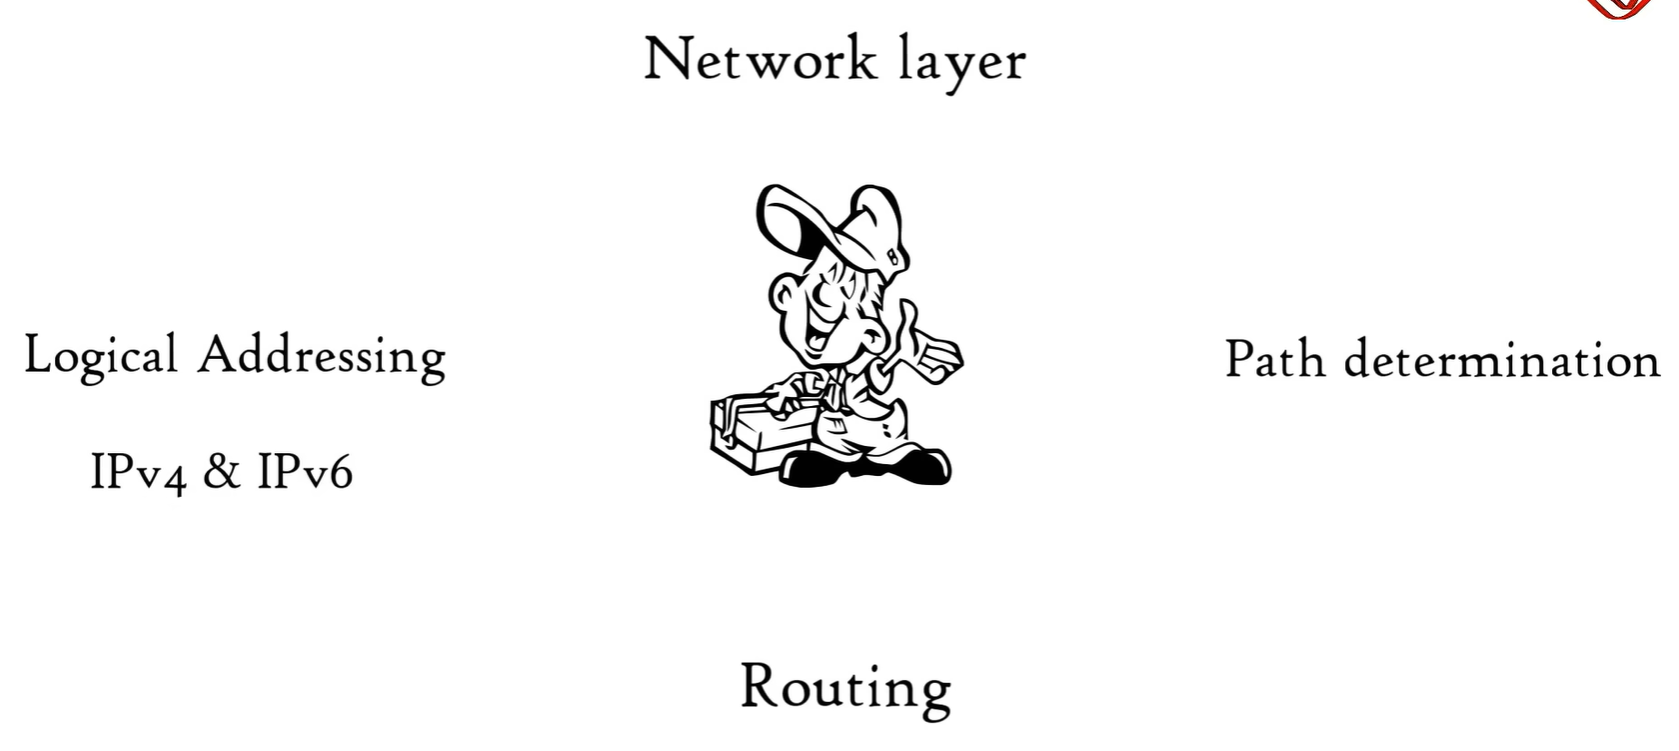 Network layer
Logical Addressing
Path determination
IPv4 & IPv6
Routing